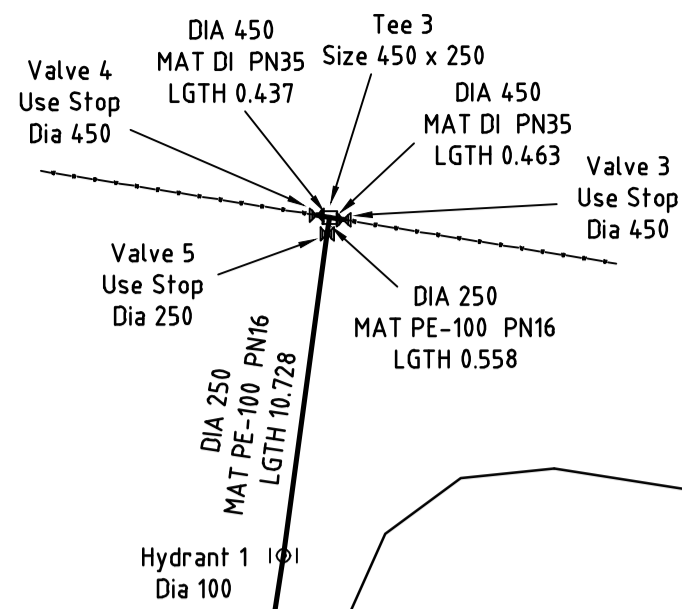 DIA 450
MAT DI PN35
LGTH 0.437
Tee 3
Size 450 x 250
Valve 4
Use Stop
Dia 450
DIA 450
MAT DI PN35
LGTH 0.463
Valve 3
Use Stop
Dia 450
Valve 5
Use Stop
Dia 250
DIA 250
MAT PE-100 PN16
LGTH 0.558
DIA 250
MAT PE-100 PN16
LGTH 10.728
Hydrant 1
Dia 100